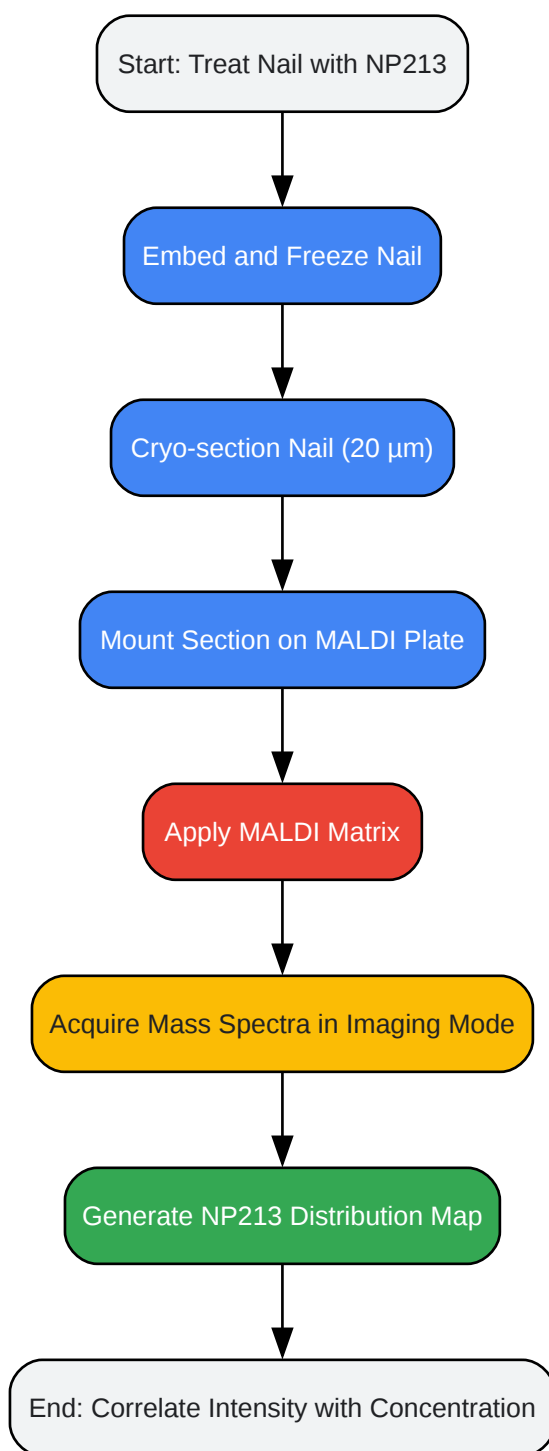 Start: Treat Nail with NP213
Embed and Freeze Nail
Cryo-section Nail (20 µm)
Mount Section on MALDI Plate
Apply MALDI Matrix
Acquire Mass Spectra in Imaging Mode
Generate NP213 Distribution Map
End: Correlate Intensity with Concentration